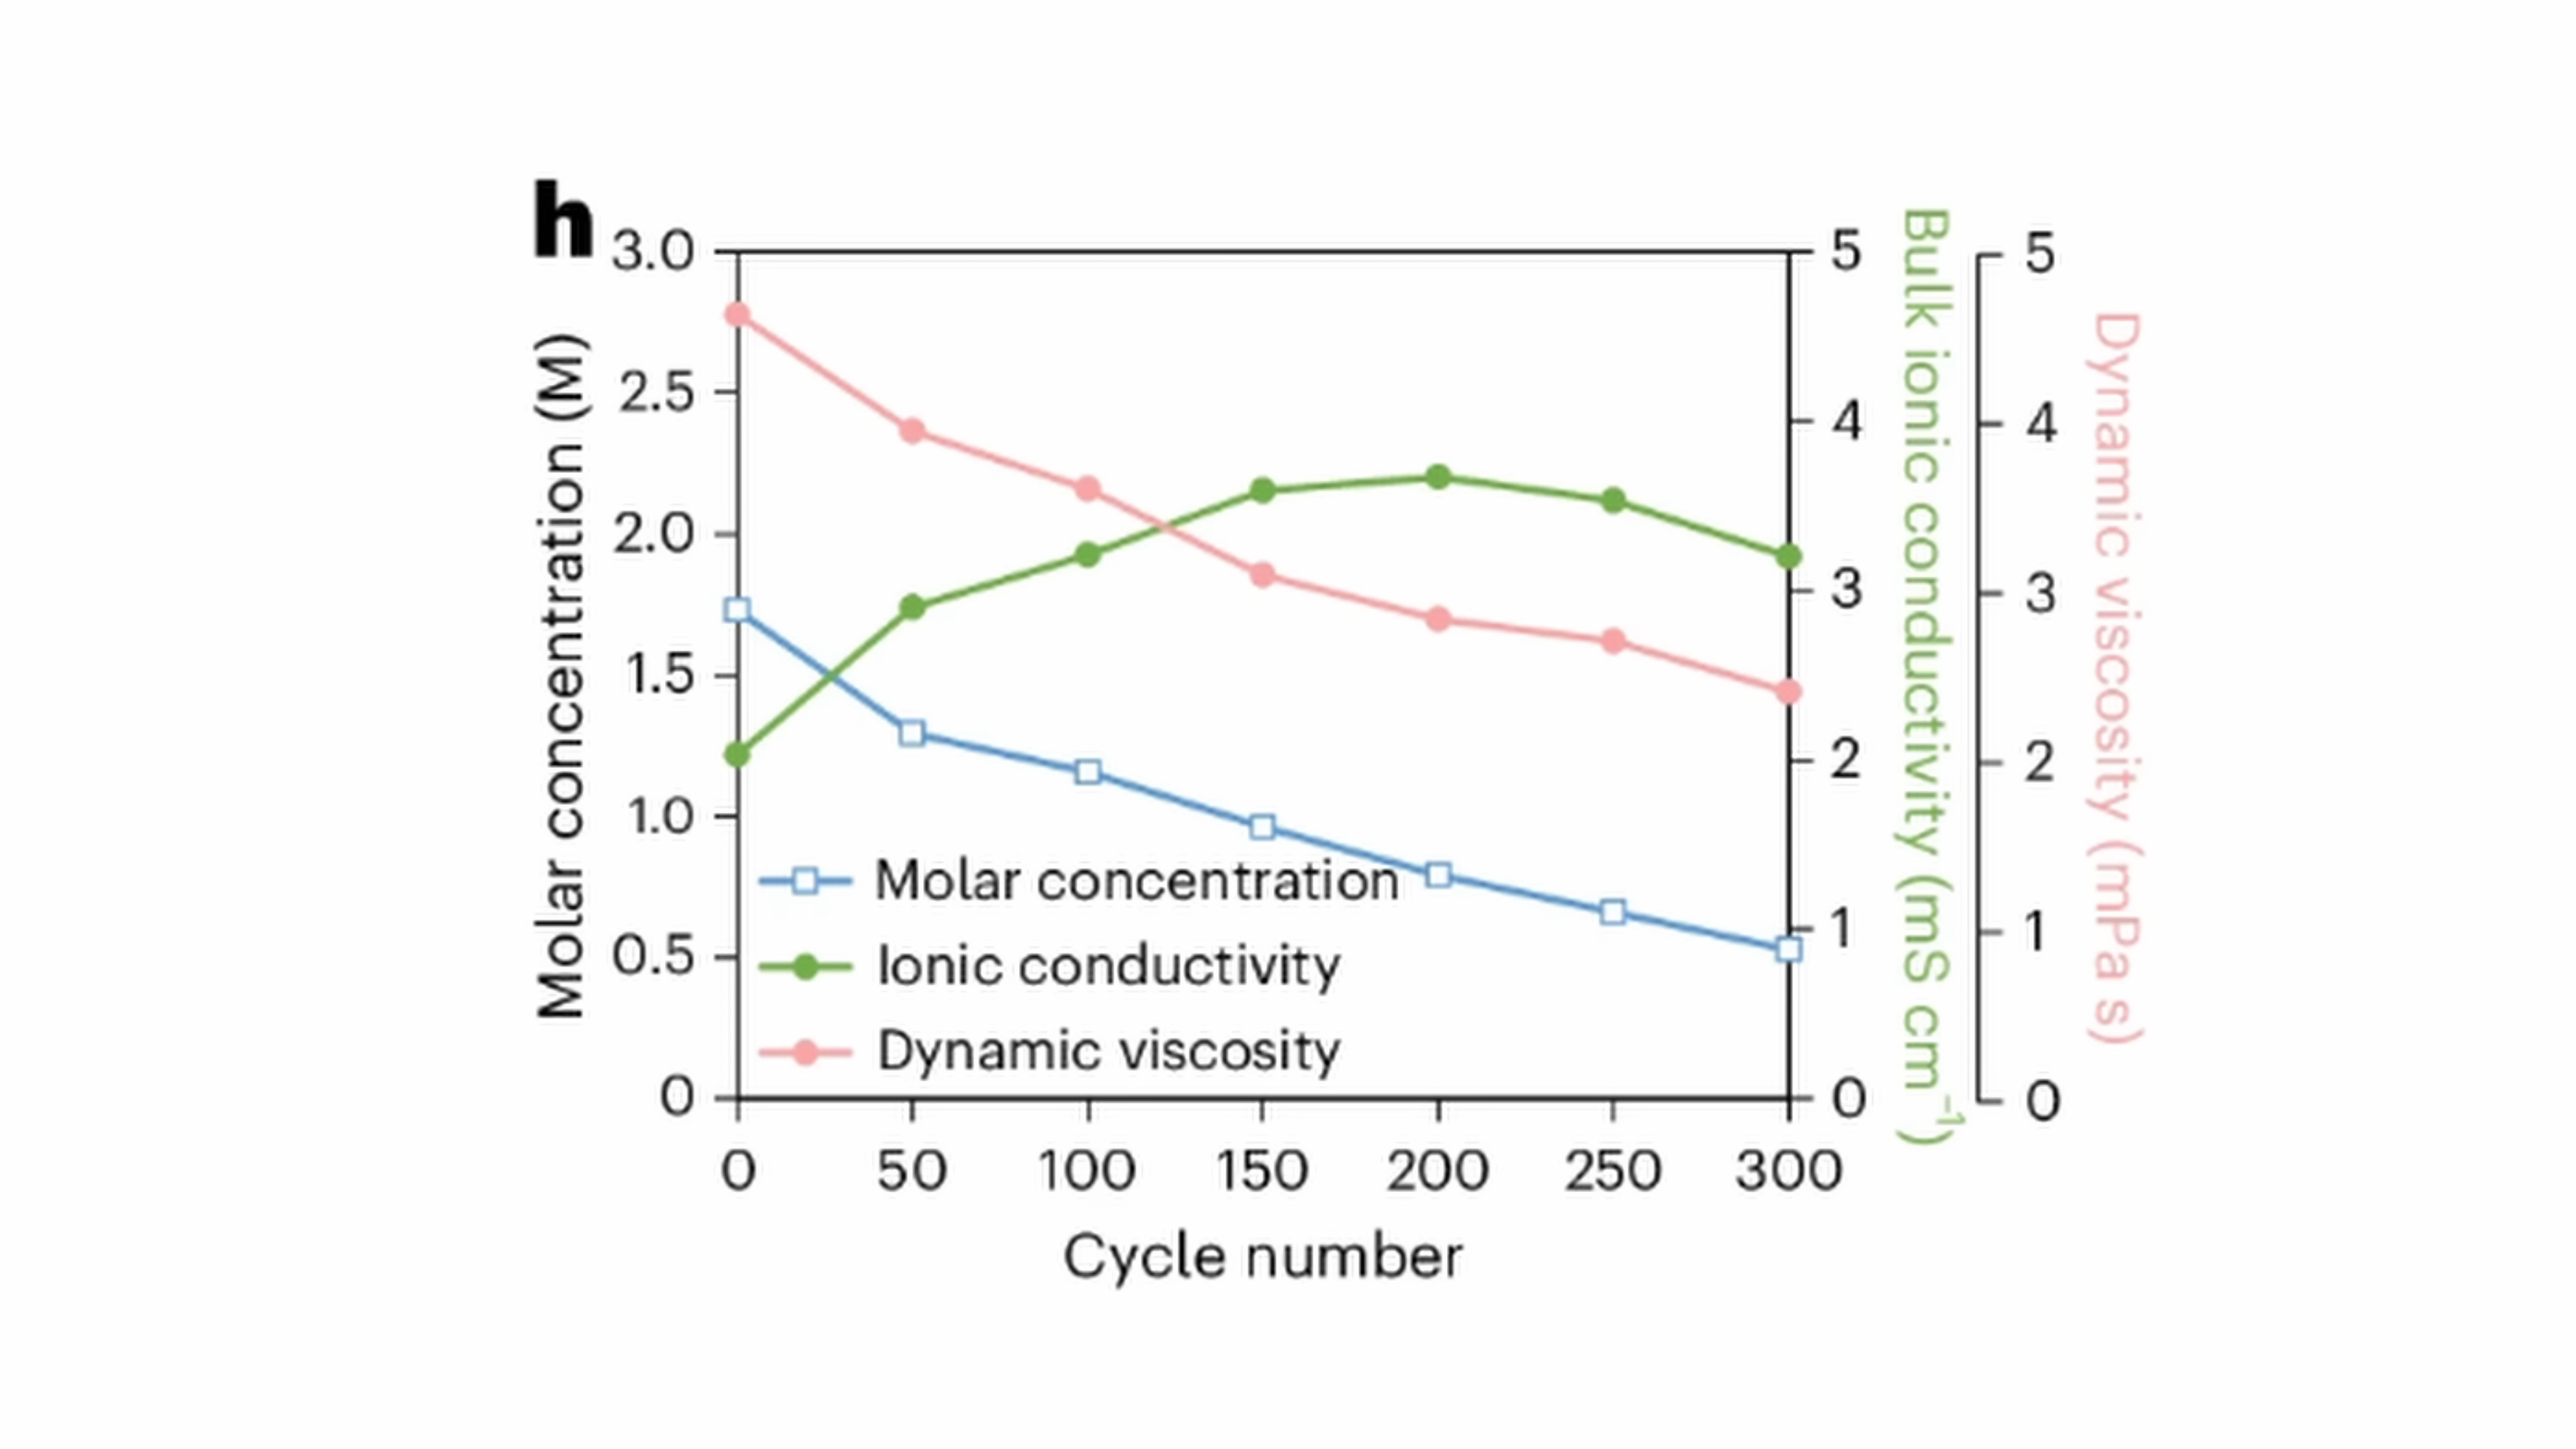 h
Molar concentration (M)
3.0
2.5
2.0
1.5
1.0
0.5
0
Molar concentration
Ionic conductivity
Dynamic viscosity
0 50 100 150 200 250 300
Cycle number
5
4
3
2
1
0
Bulk ionic conductivity (mS cm⁻¹)
5
4
3
2
1
0
Dynamic viscosity (mPa s)